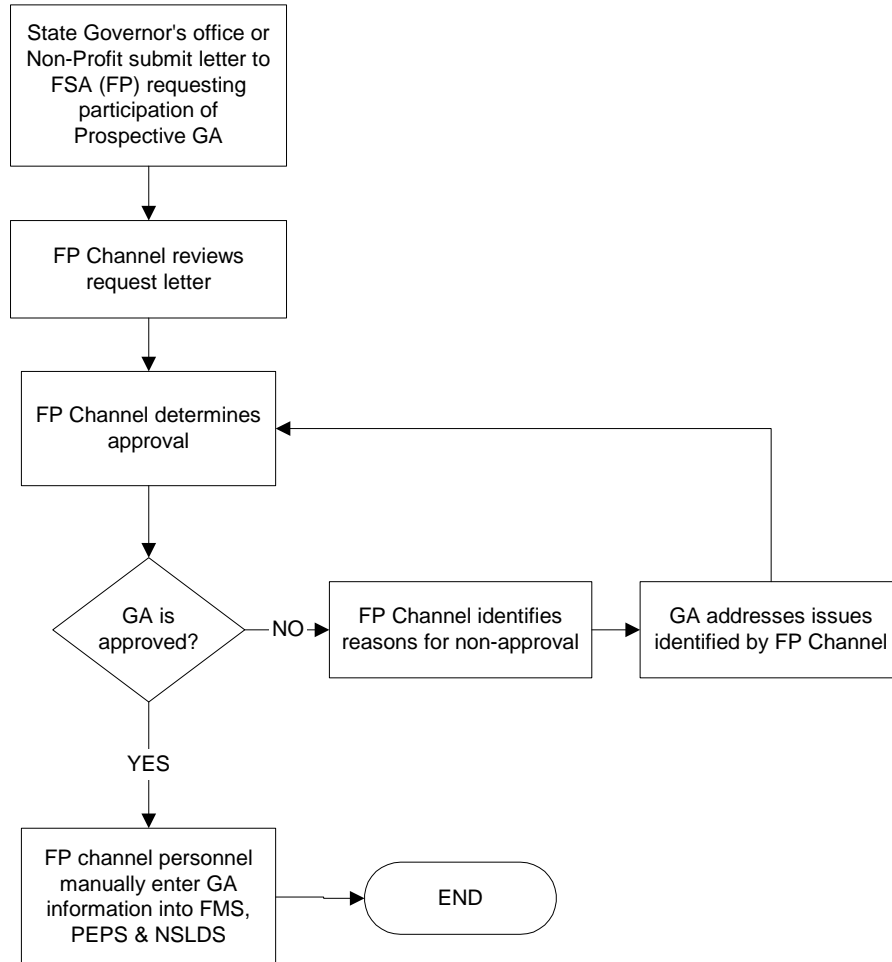 State Governor's office or
Non-Profit submit letter to
FSA (FP) requesting
participation of
Prospective GA
FP Channel reviews
request letter
FP Channel determines
approval
GA is
approved?
NO
FP Channel identifies
reasons for non-approval
GA addresses issues
identified by FP Channel
YES
FP channel personnel
manually enter GA
information into FMS,
PEPS & NSLDS
END